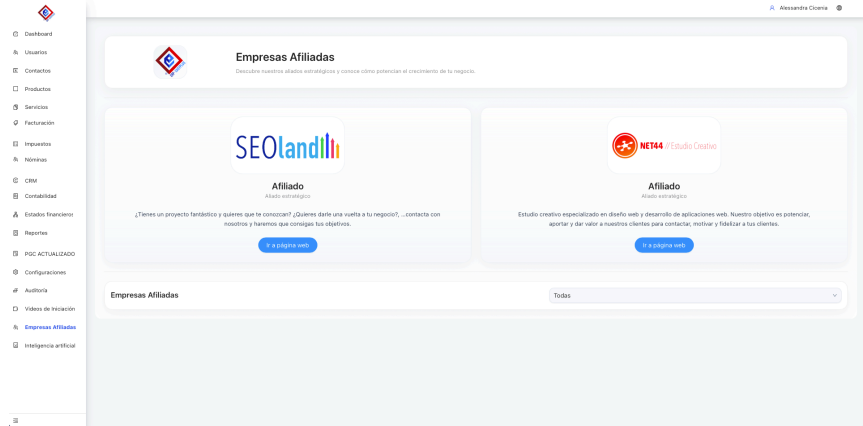 Alessandra Cicenia
Dashboard
Usuarios
Contactos
Productos
Servicios
Facturación
Impuestos
Nóminas
CRM
Contabilidad
Estados financieros
Reportes
PGC ACTUALIZADO
Configuraciones
Auditoría
Videos de Iniciación
Empresas Afiliadas
Inteligencia artificial
Empresas Afiliadas
Descubre nuestros aliados estratégicos y conoce cómo potencian el crecimiento de tu negocio.
SEOland
Afiliado
Aliado estratégico
¿Tienes un proyecto fantástico y quieres que te conozcan? ¿Quieres darle una vuelta a tu negocio?, ...contacta con
nosotros y haremos que consigas tus objetivos.
Ir a página web
NET44 // Estudio Creativo
Afiliado
Aliado estratégico
Estudio creativo especializado en diseño web y desarrollo de aplicaciones web. Nuestro objetivo es potenciar,
aportar y dar valor a nuestros clientes para contactar, motivar y fidelizar a tus clientes.
Ir a página web
Empresas Afiliadas
Todas